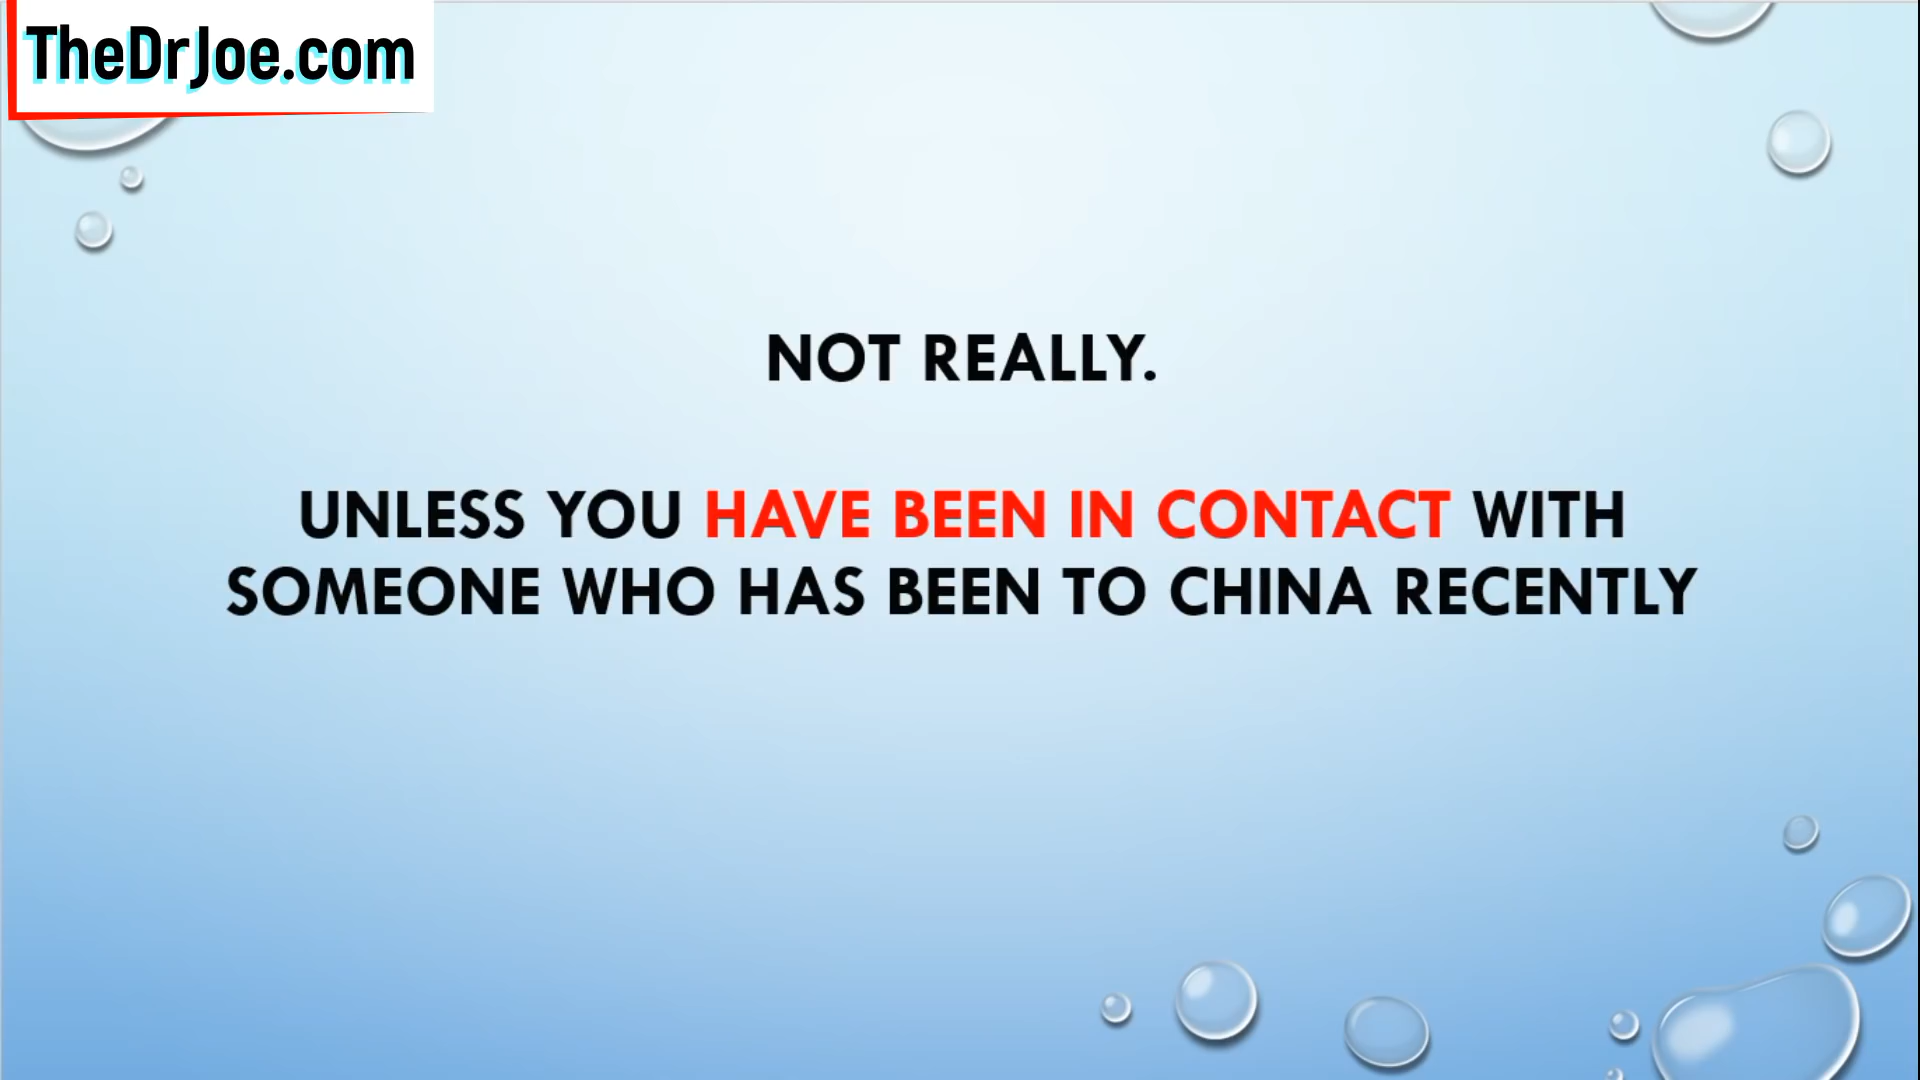 TheDrJoe.com
NOT REALLY.
UNLESS YOU HAVE BEEN IN CONTACT WITH
SOMEONE WHO HAS BEEN TO CHINA RECENTLY